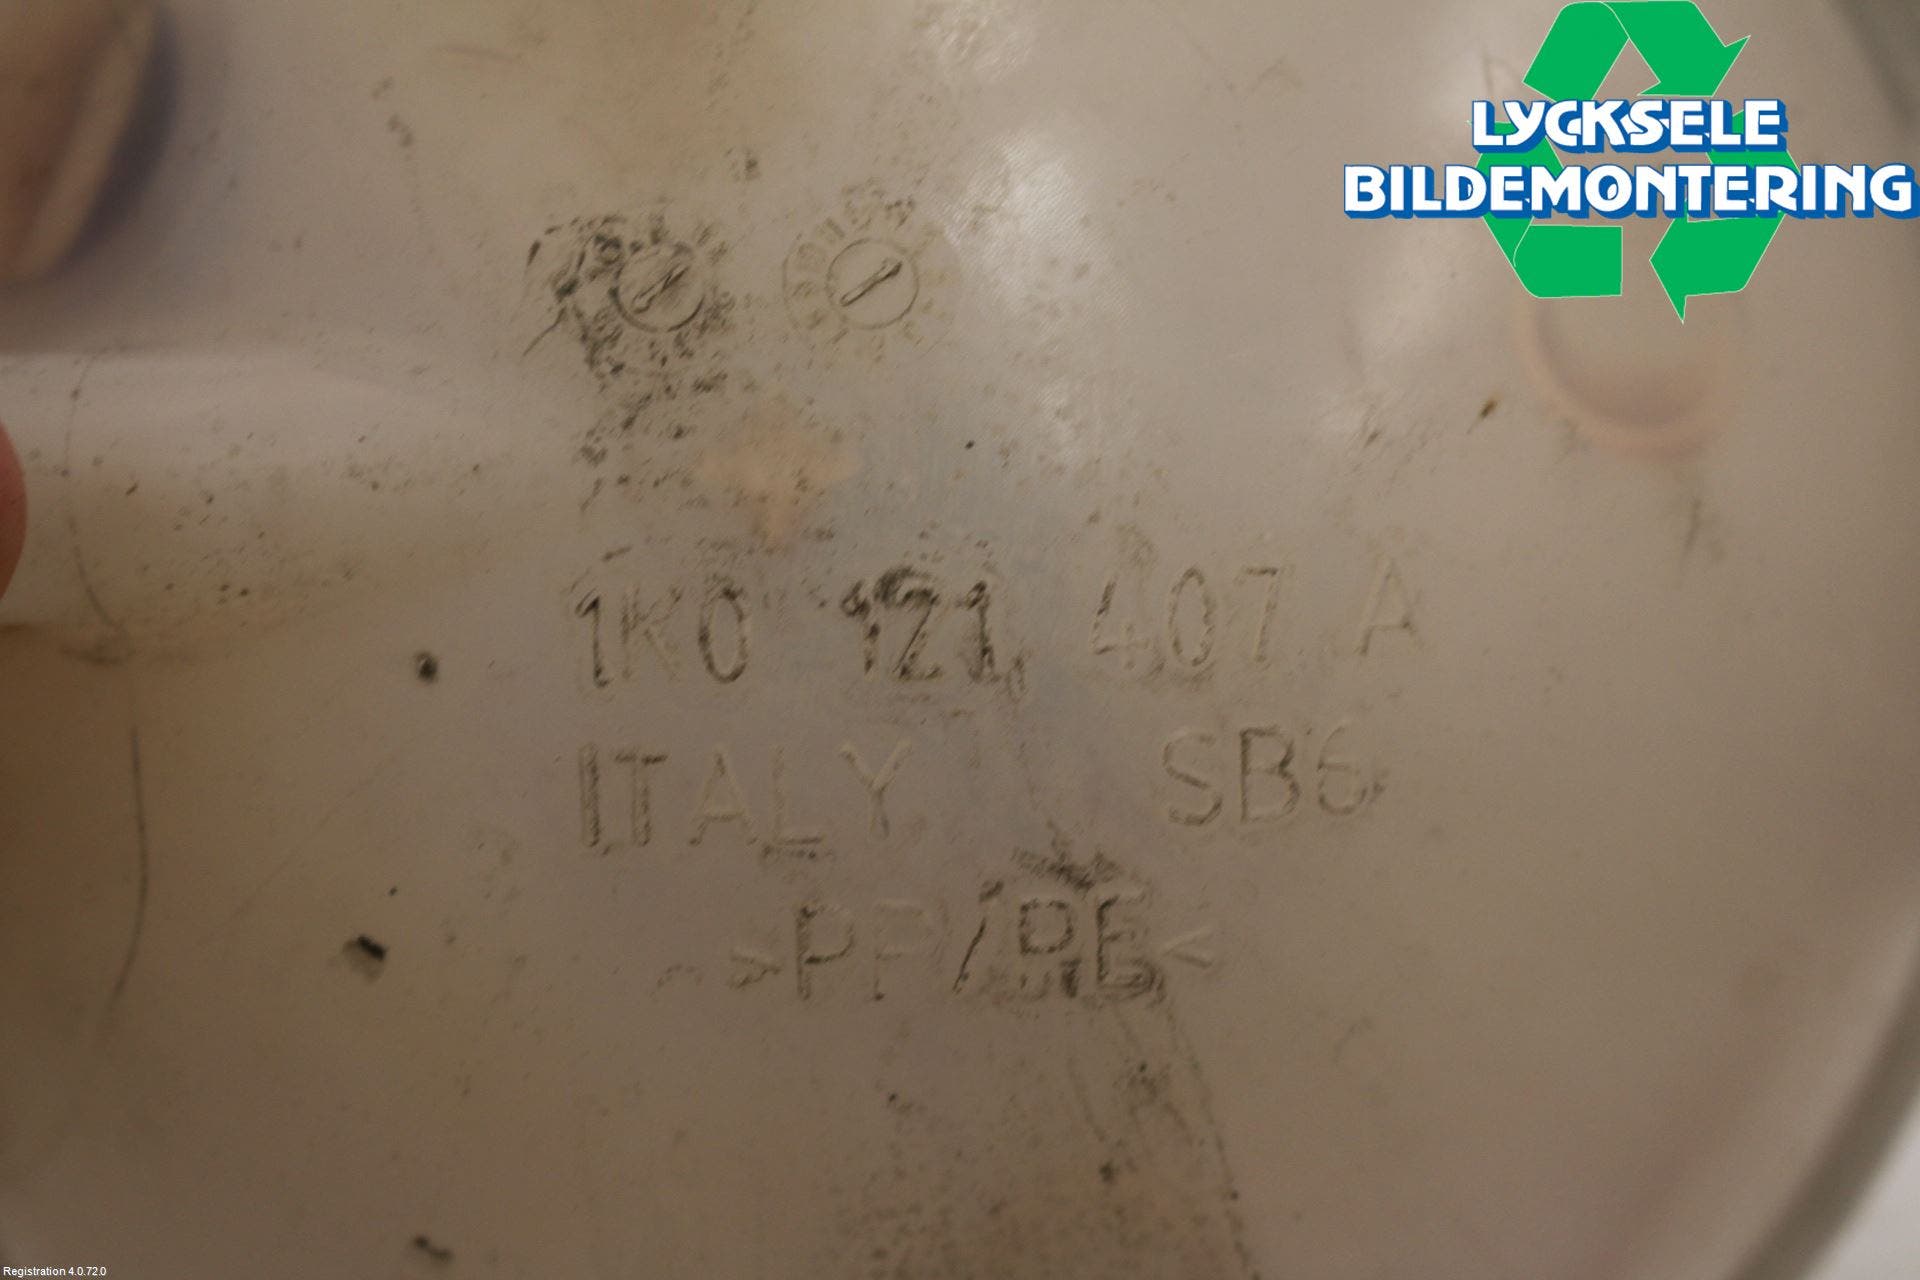 LYCKSELE
BILDEMONTERING
1K0 121 407 A
ITALY SB6
>PP/PE<
Registration 4.0.72.0